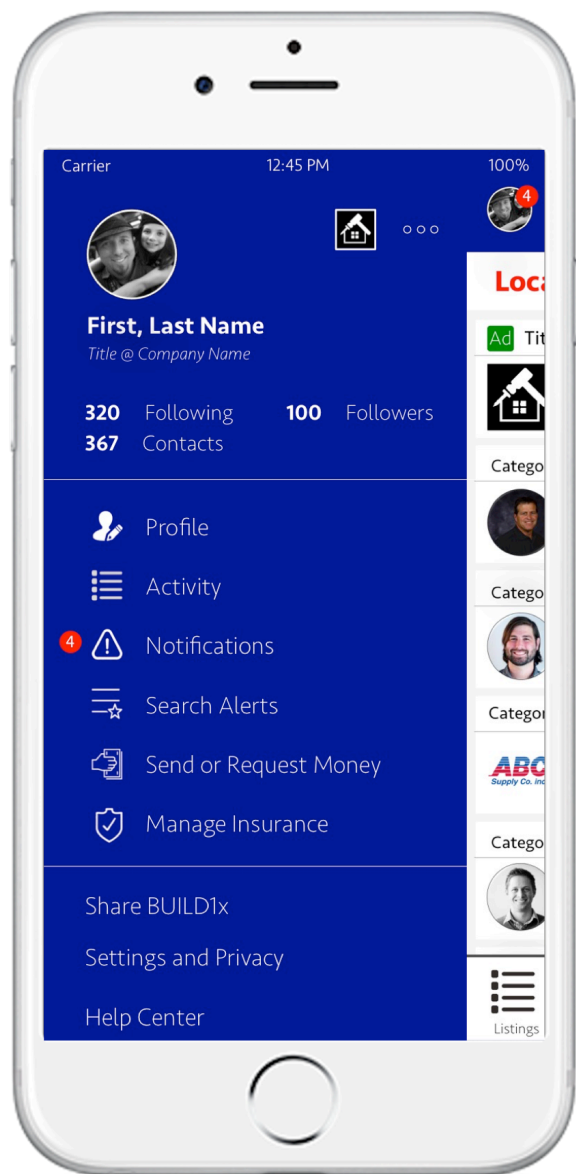 Carrier 12:45 PM 100%
4
First, Last Name
Title @ Company Name
320 Following 100 Followers
367 Contacts
Profile
Activity
4 Notifications
Search Alerts
Send or Request Money
Manage Insurance
Share BUILD1x
Settings and Privacy
Help Center
Loca
Ad Tit
Catego
Catego
Categor
ABC
Supply Co. Inc
Catego
Listings